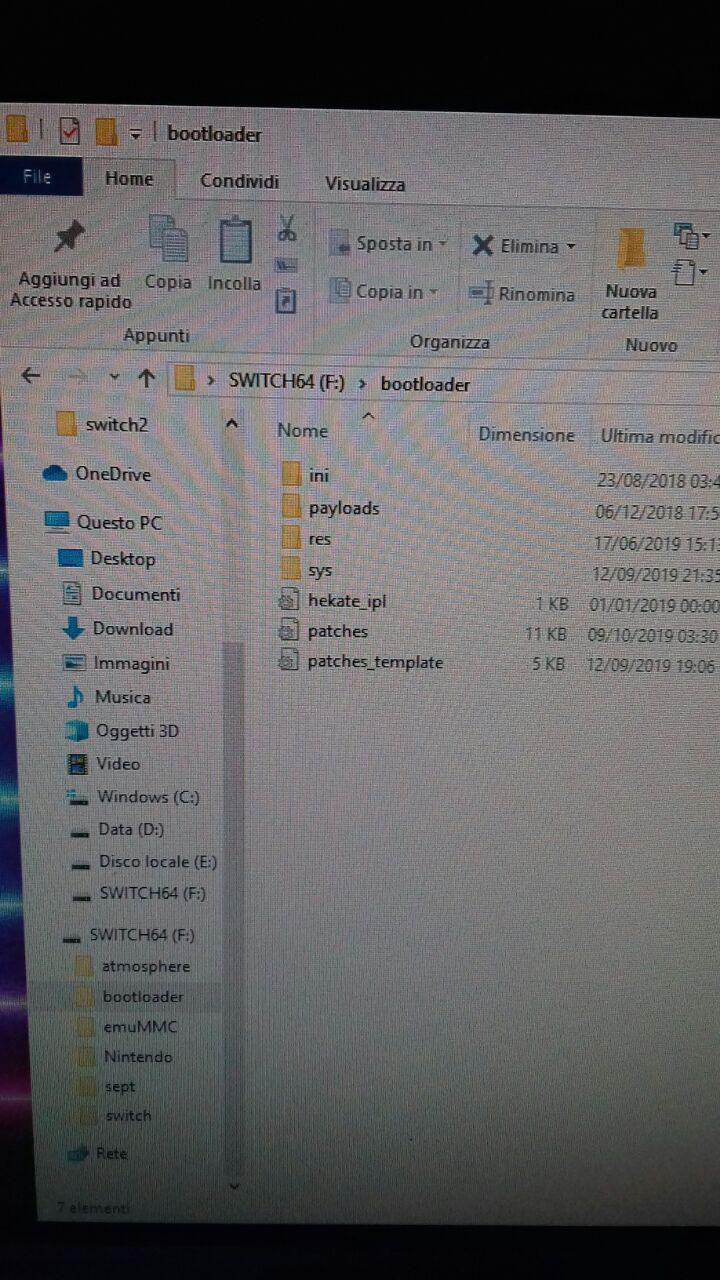 bootloader
File Home Condividi Visualizza
Aggiungi ad Accesso rapido
Copia
Incolla
Sposta in
Copia in
Elimina
Rinomina
Nuova cartella
Appunti
Organizza
Nuovo
SWITCH64 (F:) › bootloader
switch2
OneDrive
Questo PC
Desktop
Documenti
Download
Immagini
Musica
Oggetti 3D
Video
Windows (C:)
Data (D:)
Disco locale (E:)
SWITCH64 (F:)
SWITCH64 (F:)
atmosphere
bootloader
emuMMC
Nintendo
sept
switch
Rete
Nome Dimensione Ultima modific
ini 23/08/2018 03:4
payloads 06/12/2018 17:5
res 17/06/2019 15:1
sys 12/09/2019 21:35
hekate_ipl 1 KB 01/01/2019 00:00
patches 11 KB 09/10/2019 03:30
patches_template 5 KB 12/09/2019 19:06
7 elementi